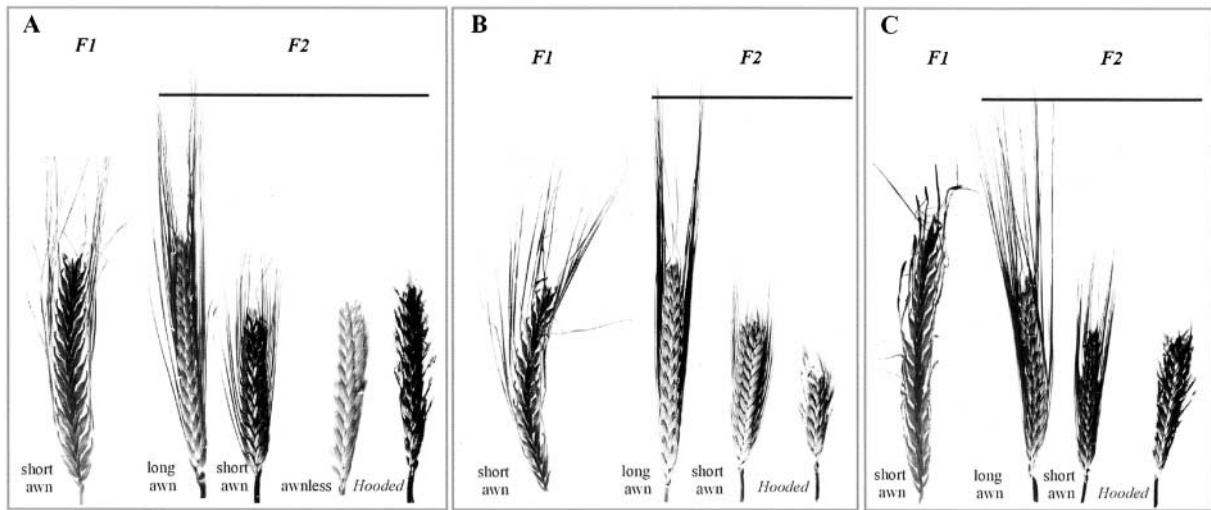 A
F1
F2
short
awn
long
awn
short
awn
awnless
Hooded
B
F1
F2
short
awn
long
awn
short
awn
Hooded
C
F1
F2
short
awn
long
awn
short
awn
Hooded